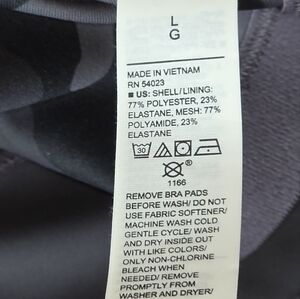 L
G
MADE IN VIETNAM
RN 54023
■ US: SHELL/LINING:
77% POLYESTER, 23%
ELASTANE, MESH: 77%
POLYAMIDE, 23%
ELASTANE
30
1166
REMOVE BRA PADS
BEFORE WASH/ DO NOT
USE FABRIC SOFTENER/
MACHINE WASH COLD
GENTLE CYCLE/ WASH
AND DRY INSIDE OUT
WITH LIKE COLORS/
ONLY NON-CHLORINE
BLEACH WHEN
NEEDED/ REMOVE
PROMPTLY FROM
WASHER AND DRYER/